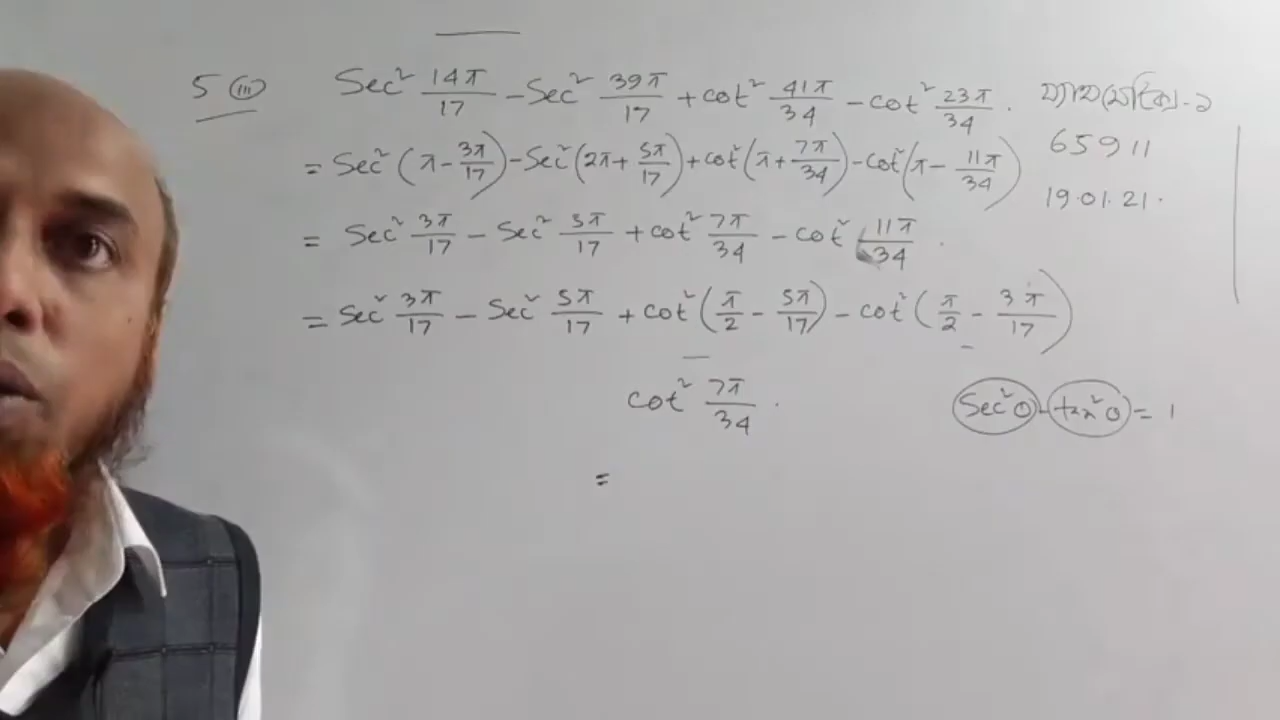 5 (iii) Sec² 14π/17 - Sec² 39π/17 + cot² 41π/34 - cot² 23π/34 .
= Sec² (π - 3π/17) - Sec² (2π + 5π/17) + cot² (π + 7π/34) - cot² (π - 11π/34)
= Sec² 3π/17 - Sec² 5π/17 + cot² 7π/34 - cot² 11π/34 .
= Sec² 3π/17 - Sec² 5π/17 + cot² (π/2 - 5π/17) - cot² (π/2 - 3π/17)
cot² 7π/34 .
=
Sec²θ - tan²θ = 1
ম্যাথমেটিক্স-১
65911
19.01.21.